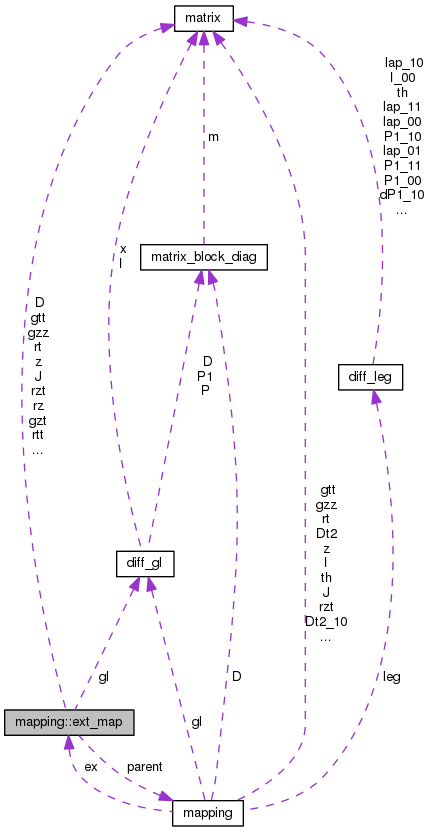 matrix
lap_10
I_00
th
lap_11
lap_00
P1_10
lap_01
P1_11
P1_00
dP1_10
...
m
x
I
matrix_block_diag
D
gtt
gzz
rt
z
J
rzt
rz
gzt
rtt
...
D
P1
P
diff_leg
gtt
gzz
rt
Dt2
z
I
th
J
rzt
Dt2_10
...
diff_gl
gl
D
leg
mapping::ext_map
gl
ex
parent
mapping